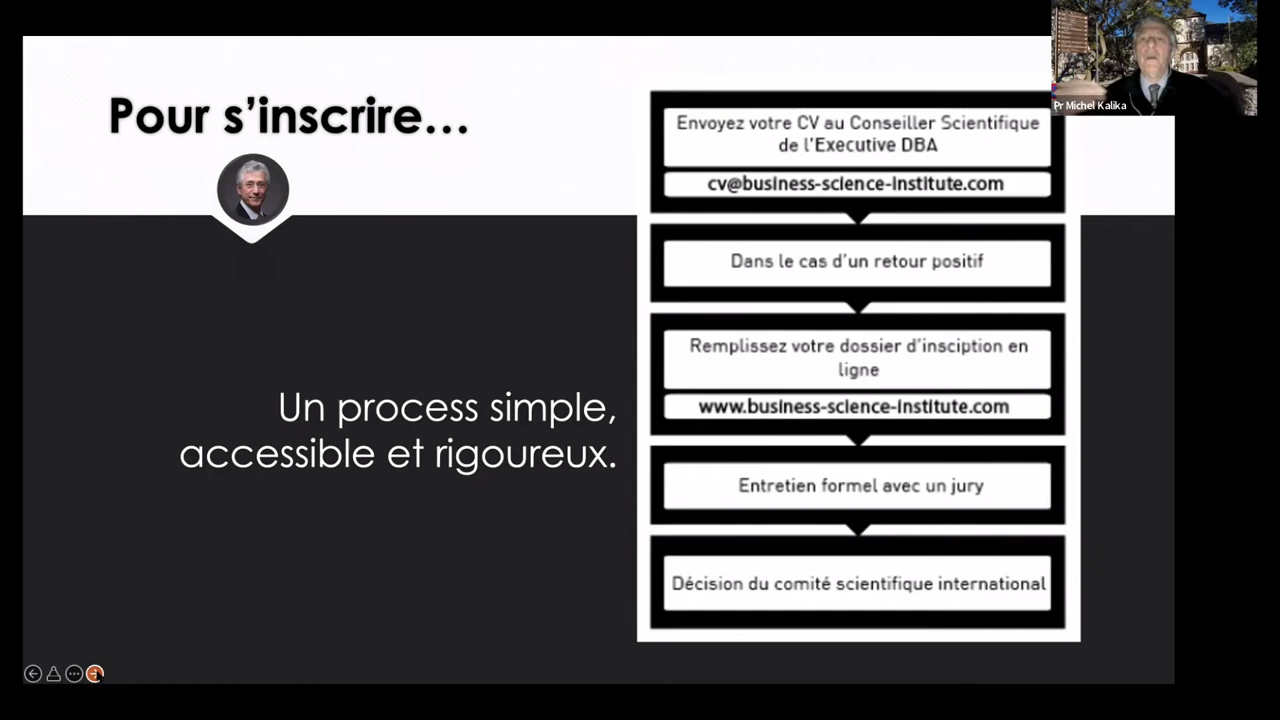 Pour s'inscrire...
Un process simple,
accessible et rigoureux.
Envoyez votre CV au Conseiller Scientifique
de l'Executive DBA
cv@business-science-institute.com
Dans le cas d'un retour positif
Remplissez votre dossier d'insciption en
ligne
www.business-science-institute.com
Entretien formel avec un jury
Décision du comité scientifique international
Pr Michel Kalika